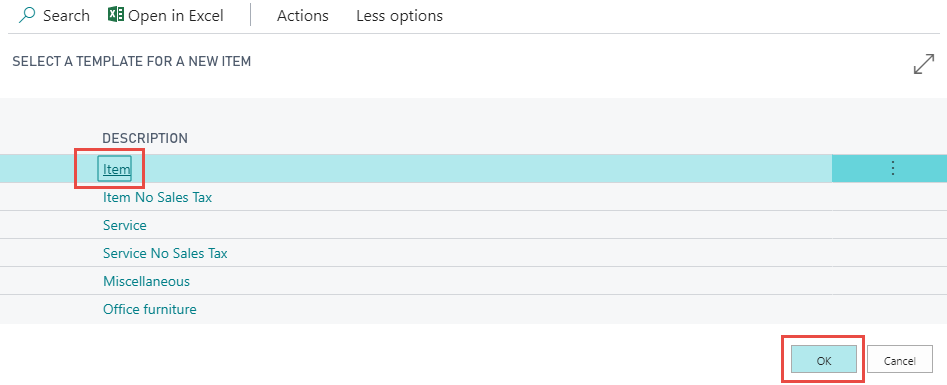 Search Open in Excel Actions Less options
SELECT A TEMPLATE FOR A NEW ITEM
DESCRIPTION
Item
Item No Sales Tax
Service
Service No Sales Tax
Miscellaneous
Office furniture
OK Cancel